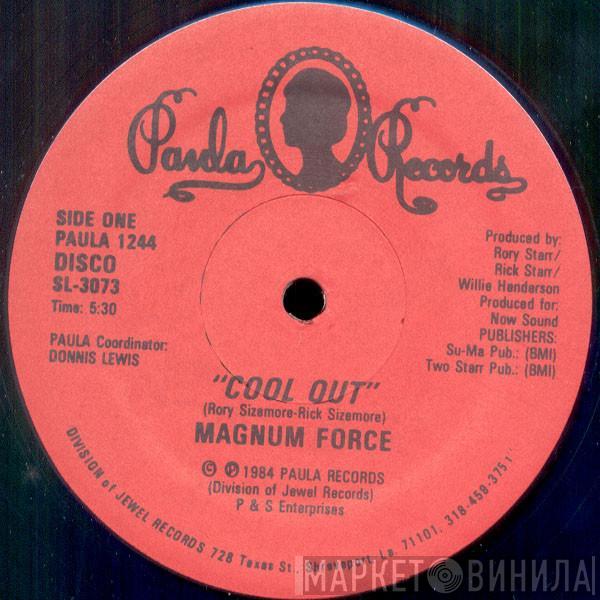 Paula Records
SIDE ONE
PAULA 1244
DISCO
SL-3073
Time: 5:30
PAULA Coordinator:
DONNIS LEWIS
Produced by:
Rory Starr/
Rick Starr/
Willie Henderson
Produced for:
Now Sound
PUBLISHERS:
Su-Ma Pub.: (BMI)
Two Starr Pub.: (BMI)
"COOL OUT"
(Rory Sizemore-Rick Sizemore)
MAGNUM FORCE
© ℗ 1984 PAULA RECORDS
(Division of Jewel Records)
P & S Enterprises
DIVISION of JEWEL RECORDS 728 Texas St., Shreveport, La. 71101, 318-458-3751
МАРКЕТ ВИНИЛА